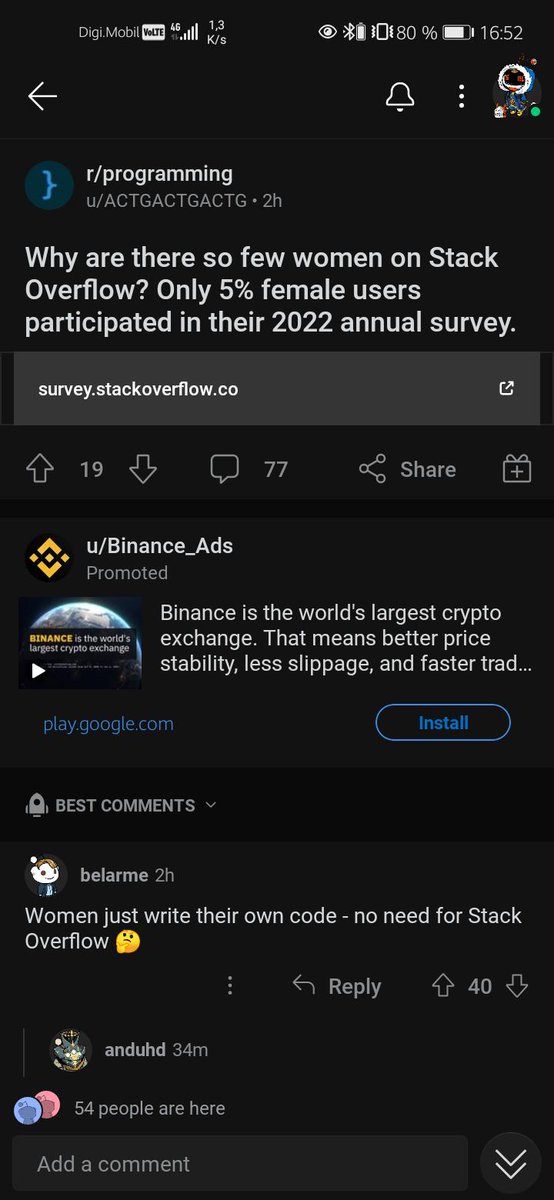 Digi.Mobil VoLTE 4G 1,3 K/s 80 % 16:52
r/programming
u/ACTGACTGACTG • 2h
Why are there so few women on Stack
Overflow? Only 5% female users
participated in their 2022 annual survey.
survey.stackoverflow.co
19 77 Share
u/Binance_Ads
Promoted
BINANCE is the world's
largest crypto exchange
Binance is the world's largest crypto
exchange. That means better price
stability, less slippage, and faster trad...
play.google.com Install
BEST COMMENTS
belarme 2h
Women just write their own code - no need for Stack
Overflow 🤔
Reply 40
anduhd 34m
54 people are here
Add a comment